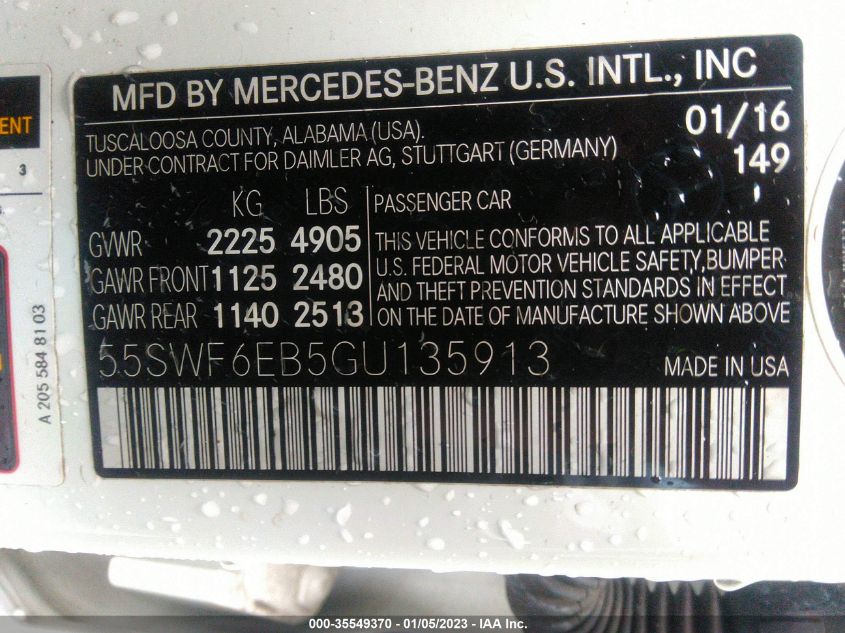 MFD BY MERCEDES-BENZ U.S. INTL., INC
TUSCALOOSA COUNTY, ALABAMA (USA).
UNDER CONTRACT FOR DAIMLER AG, STUTTGART (GERMANY)
01/16
149
KG LBS
GVWR 2225 4905
GAWR FRONT 1125 2480
GAWR REAR 1140 2513
PASSENGER CAR
THIS VEHICLE CONFORMS TO ALL APPLICABLE
U.S. FEDERAL MOTOR VEHICLE SAFETY, BUMPER
AND THEFT PREVENTION STANDARDS IN EFFECT
ON THE DATE OF MANUFACTURE SHOWN ABOVE
55SWF6EB5GU135913
MADE IN USA
3
A 205 584 81 03
000-35549370 - 01/05/2023 - IAA Inc.